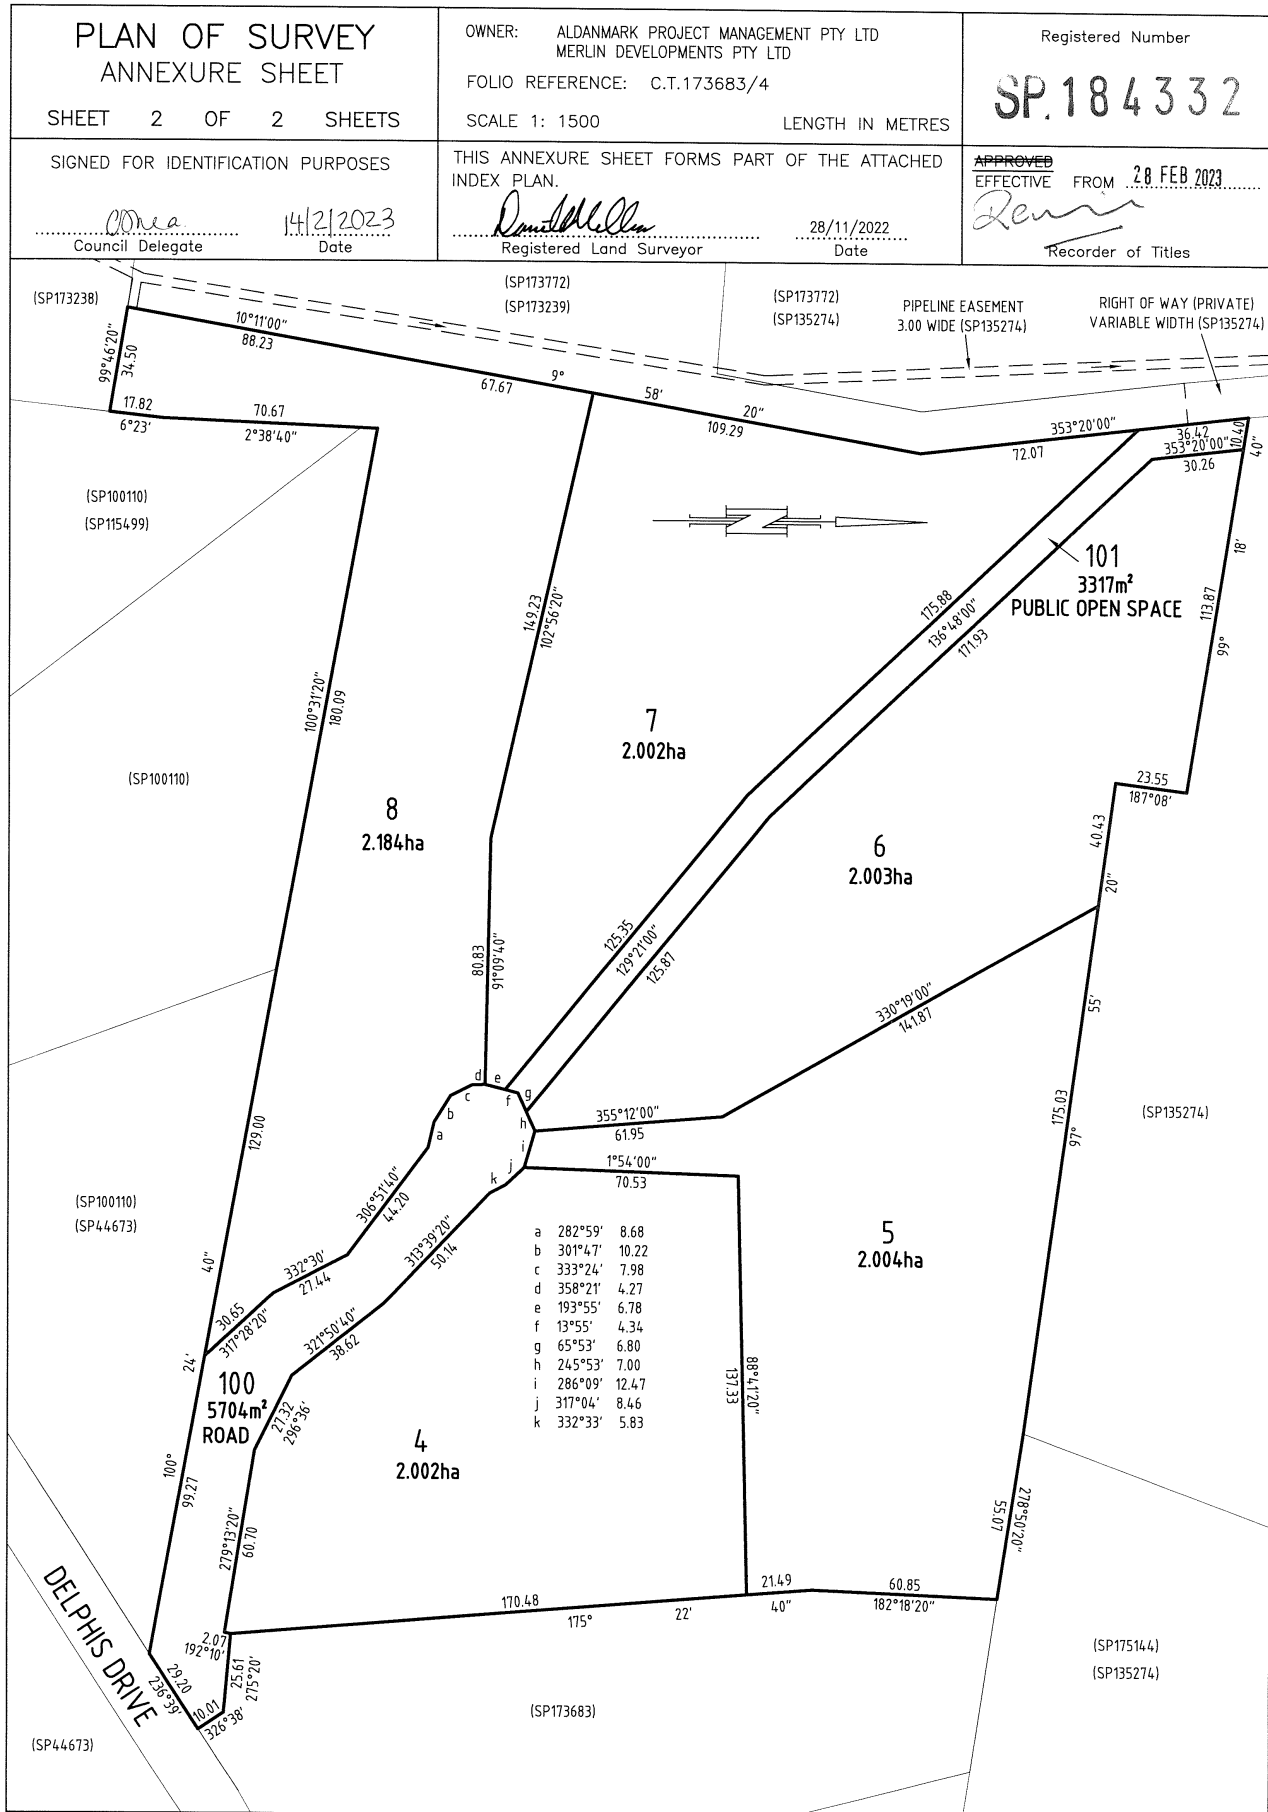 PLAN OF SURVEY
ANNEXURE SHEET
SHEET 2 OF 2 SHEETS
OWNER: ALDANMARK PROJECT MANAGEMENT PTY LTD
MERLIN DEVELOPMENTS PTY LTD
FOLIO REFERENCE: C.T.173683/4
SCALE 1: 1500 LENGTH IN METRES
Registered Number
SP.184332
SIGNED FOR IDENTIFICATION PURPOSES
14/2/2023
Council Delegate Date
THIS ANNEXURE SHEET FORMS PART OF THE ATTACHED
INDEX PLAN.
28/11/2022
Registered Land Surveyor Date
APPROVED
EFFECTIVE FROM 28 FEB 2023
Recorder of Titles
(SP173238)
(SP173772)
(SP173239)
(SP173772)
(SP135274)
PIPELINE EASEMENT
3.00 WIDE (SP135274)
RIGHT OF WAY (PRIVATE)
VARIABLE WIDTH (SP135274)
99°46'20"
34.50
10°11'00"
88.23
67.67
9°
58'
20"
109.29
353°20'00"
72.07
36.42
353°20'00"
30.26
10.40
40"
17.82
6°23'
70.67
2°38'40"
(SP100110)
(SP115499)
N
18'
101
3317m²
PUBLIC OPEN SPACE
113.87
99°
149.23
102°56'20"
175.88
136°48'00"
171.93
100°31'20"
180.09
7
2.002ha
(SP100110)
23.55
187°08'
8
2.184ha
40.43
6
2.003ha
20"
80.83
91°09'40"
125.35
129°21'00"
125.87
330°19'00"
141.87
55'
d
e
c
f
g
b
h
a
i
j
k
355°12'00"
61.95
175.03
97°
(SP135274)
129.00
1°54'00"
70.53
(SP100110)
(SP44673)
306°51'40"
44.20
313°39'20"
50.14
5
2.004ha
a 282°59' 8.68
b 301°47' 10.22
c 333°24' 7.98
d 358°21' 4.27
e 193°55' 6.78
f 13°55' 4.34
g 65°53' 6.80
h 245°53' 7.00
i 286°09' 12.47
j 317°04' 8.46
k 332°33' 5.83
40"
332°30'
27.44
30.65
317°28'20"
321°50'40"
38.62
24'
100
5704m²
ROAD
27.32
296°36'
137.33
88°41'20"
4
2.002ha
100°
99.27
279°13'20"
60.70
55.07
278°50'20"
170.48
175°
22'
21.49
40"
60.85
182°18'20"
DELPHIS DRIVE
2.07
192°10'
29.20
236°39'
25.61
275°20'
10.01
326°38'
(SP175144)
(SP135274)
(SP173683)
(SP44673)